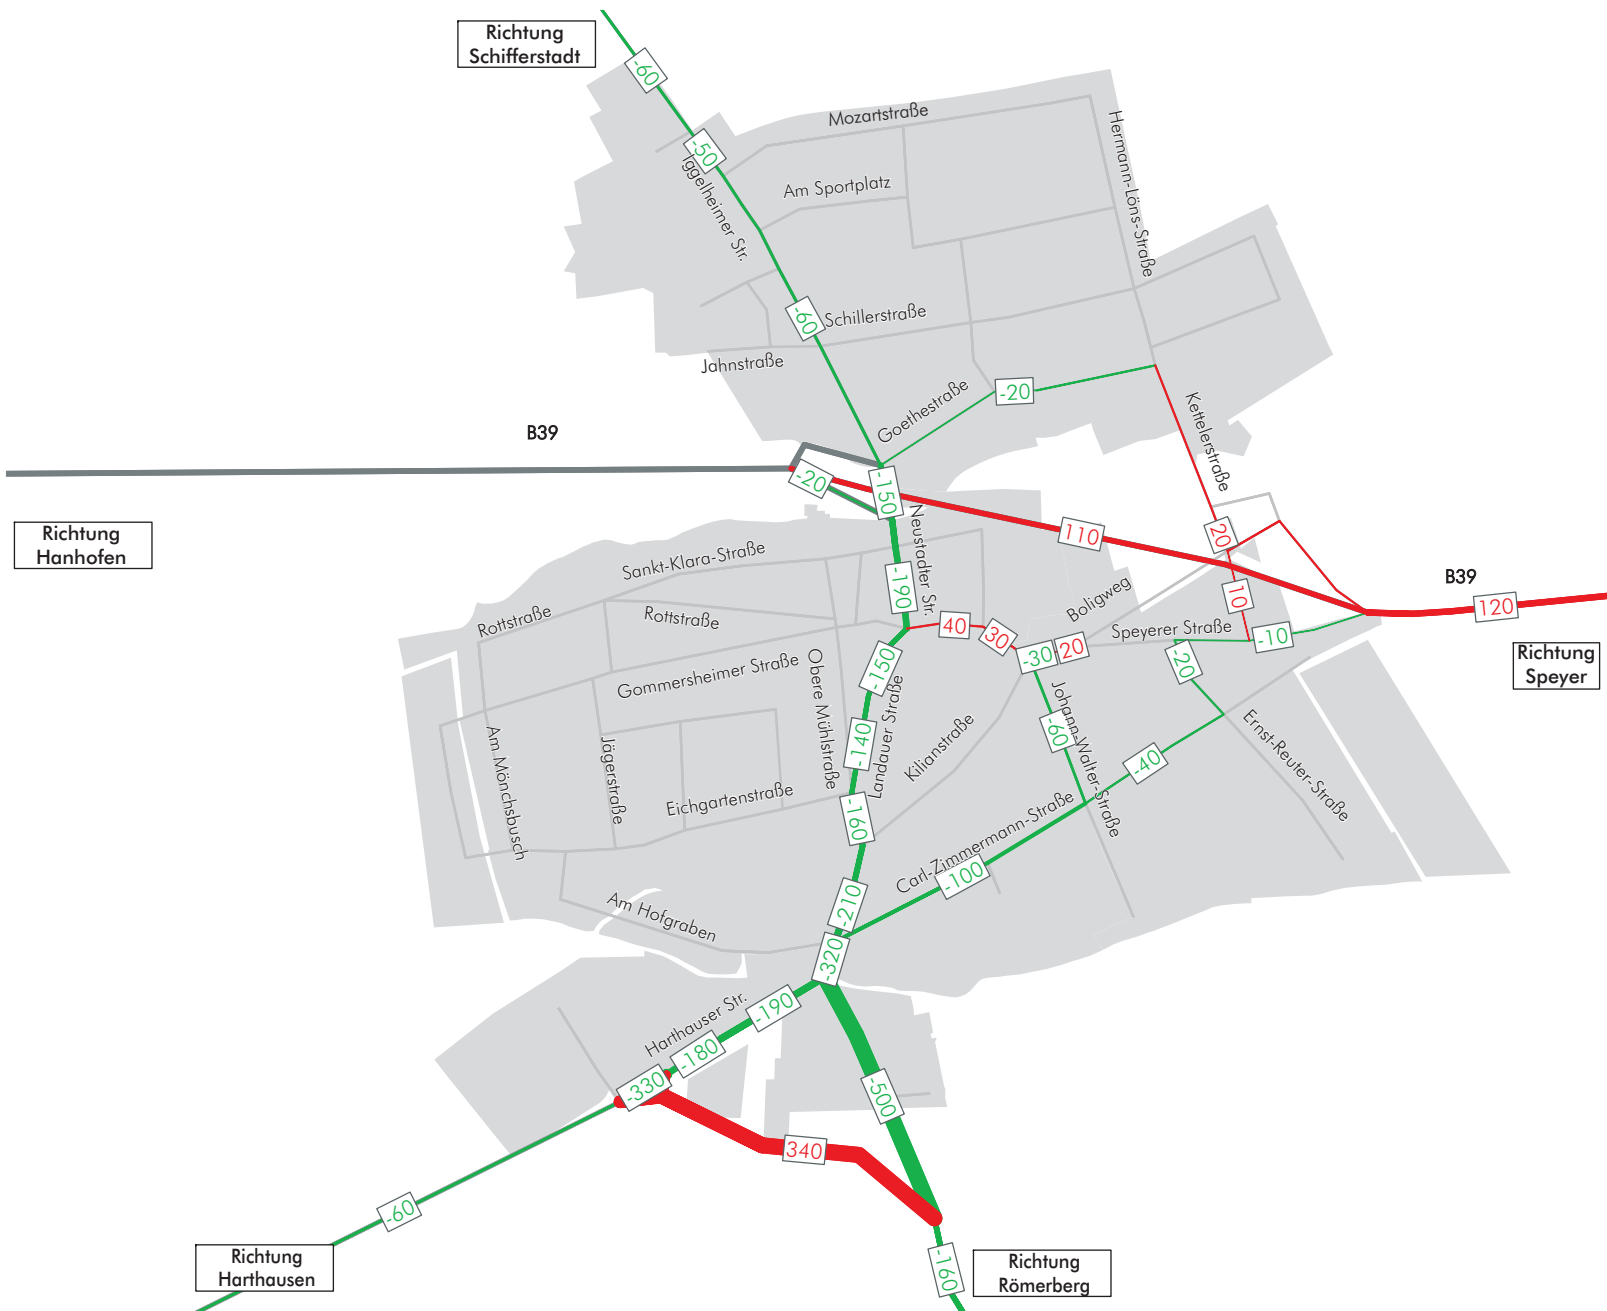 Richtung
Schifferstadt
-60
-50
Mozartstraße
Hermann-Löns-Straße
Iggelheimer Str.
Am Sportplatz
-60
Schillerstraße
Jahnstraße
-20
Goethestraße
Kettelerstraße
B39
-20
-150
Richtung
Hanhofen
Neustadter Str.
110
20
Sankt-Klara-Straße
-190
B39
120
10
Boligweg
Rottstraße
Rottstraße
40
30
Speyerer Straße
-10
-30
20
-20
Richtung
Speyer
-150
Gommersheimer Straße
Obere Mühlstraße
Landauer Straße
Johann-Walter-Straße
-60
-140
Kilianstraße
Ernst-Reuter-Straße
Am Mönchsbusch
Jägerstraße
-40
Eichgartenstraße
-160
Carl-Zimmermann-Straße
-100
-210
Am Hofgraben
-320
Harthauser Str.
-190
-180
-330
-500
340
-60
Richtung
Harthausen
-160
Richtung
Römerberg